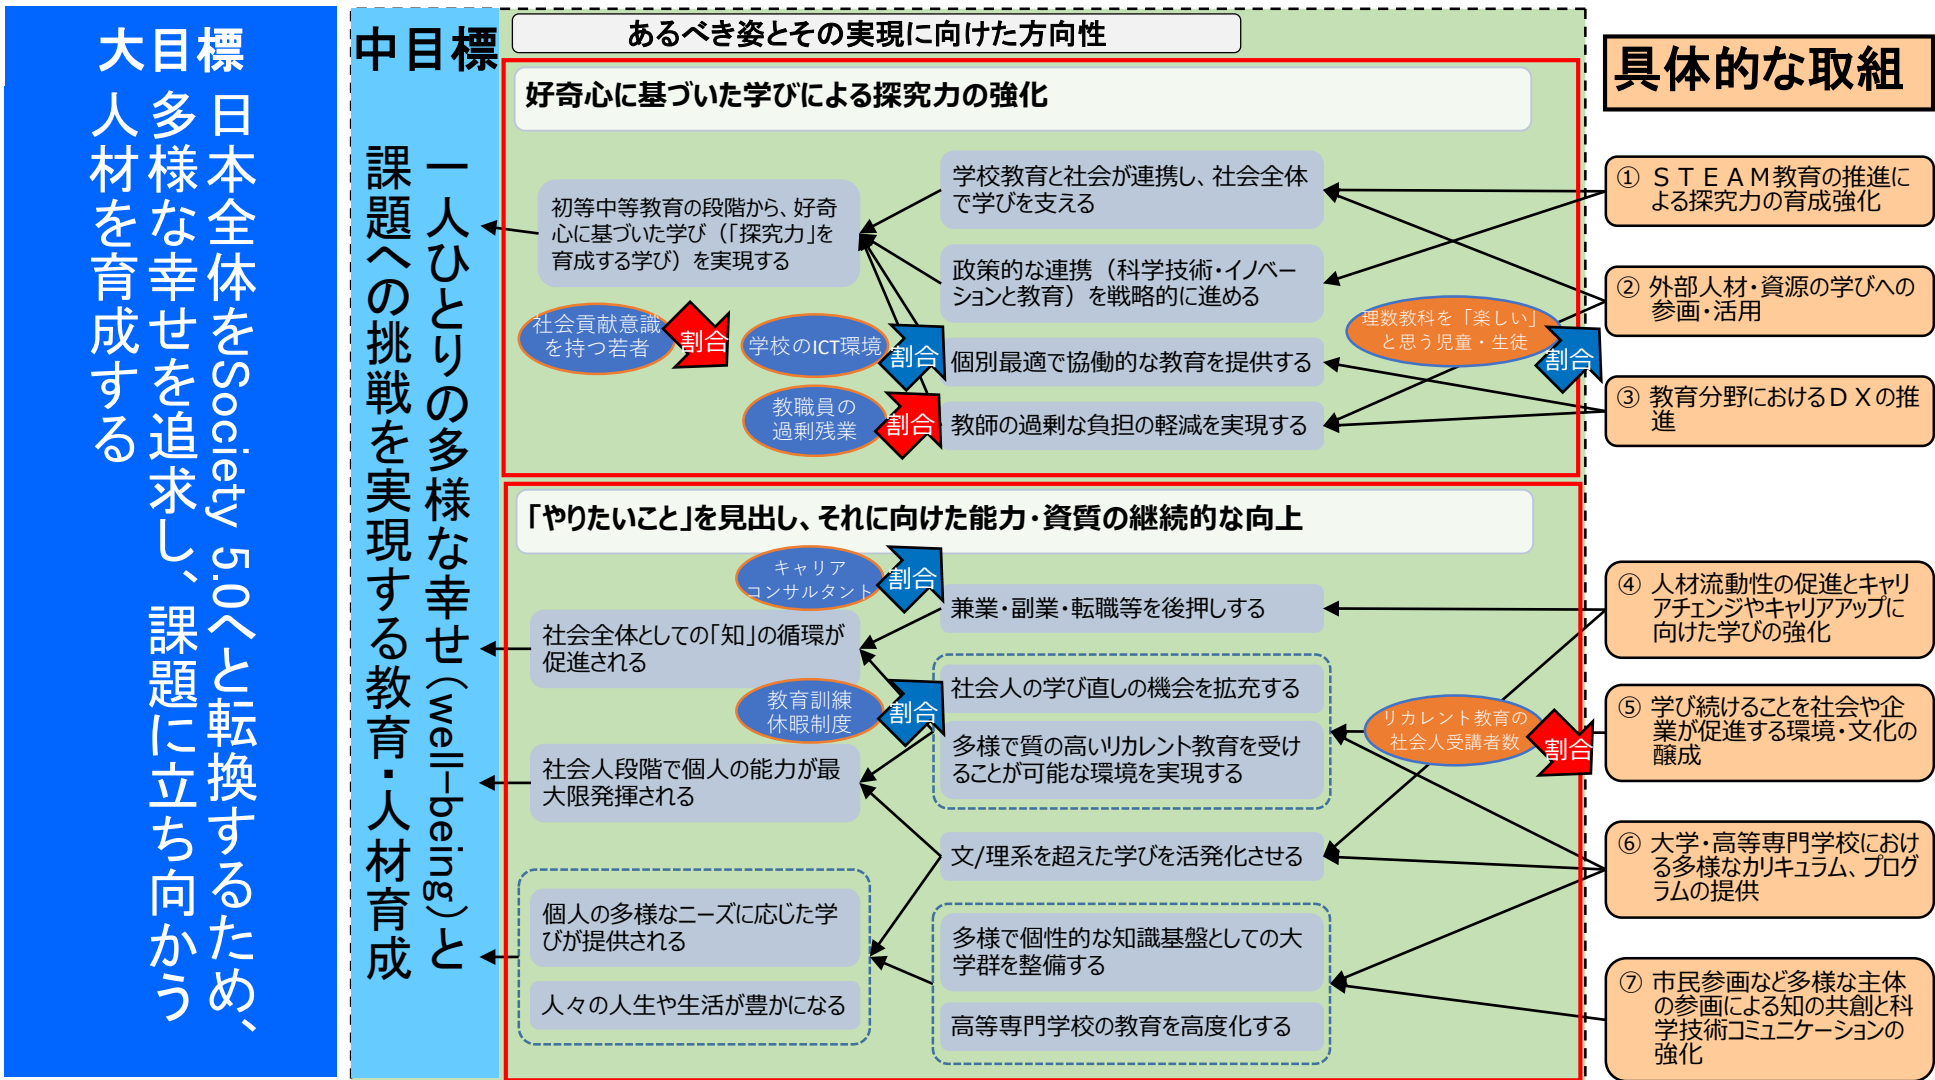 大目標
日本全体をSociety 5.0へと転換するため、
多様な幸せを追求し、課題に立ち向かう
人材を育成する
中目標
一人ひとりの多様な幸せ(well-being)と
課題への挑戦を実現する教育・人材育成
あるべき姿とその実現に向けた方向性
好奇心に基づいた学びによる探究力の強化
初等中等教育の段階から、好奇
心に基づいた学び（「探究力」を
育成する学び）を実現する
学校教育と社会が連携し、社会全体
で学びを支える
政策的な連携（科学技術・イノベー
ションと教育）を戦略的に進める
個別最適で協働的な教育を提供する
教師の過剰な負担の軽減を実現する
社会貢献意識
を持つ若者
割合
学校のICT環境
割合
教職員の
過剰残業
割合
理数教科を「楽しい」
と思う児童・生徒
割合
「やりたいこと」を見出し、それに向けた能力・資質の継続的な向上
キャリア
コンサルタント
割合
兼業・副業・転職等を後押しする
社会全体としての「知」の循環が
促進される
社会人の学び直しの機会を拡充する
教育訓練
休暇制度
割合
多様で質の高いリカレント教育を受け
ることが可能な環境を実現する
リカレント教育の
社会人受講者数
割合
社会人段階で個人の能力が最
大限発揮される
文/理系を超えた学びを活発化させる
個人の多様なニーズに応じた学
びが提供される
人々の人生や生活が豊かになる
多様で個性的な知識基盤としての大
学群を整備する
高等専門学校の教育を高度化する
具体的な取組
① ＳＴＥＡＭ教育の推進に
よる探究力の育成強化
② 外部人材・資源の学びへの
参画・活用
③ 教育分野におけるＤＸの推
進
④ 人材流動性の促進とキャリ
アチェンジやキャリアアップに
向けた学びの強化
⑤ 学び続けることを社会や企
業が促進する環境・文化の
醸成
⑥ 大学・高等専門学校におけ
る多様なカリキュラム、プログ
ラムの提供
⑦ 市民参画など多様な主体
の参画による知の共創と科
学技術コミュニケーションの
強化